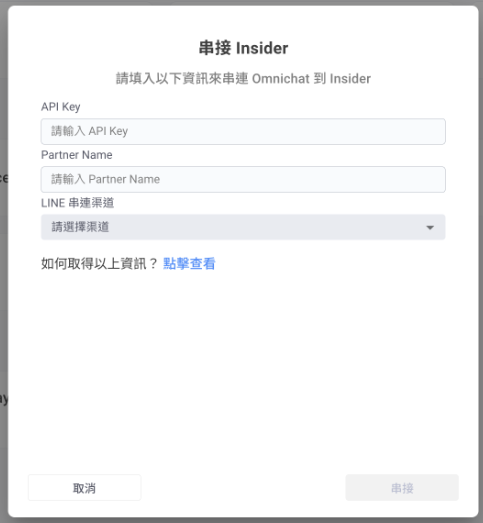 串接 Insider
請填入以下資訊來串連 Omnichat 到 Insider
API Key
請輸入 API Key
Partner Name
請輸入 Partner Name
LINE 串連渠道
請選擇渠道
如何取得以上資訊？ 點擊查看
取消
串接